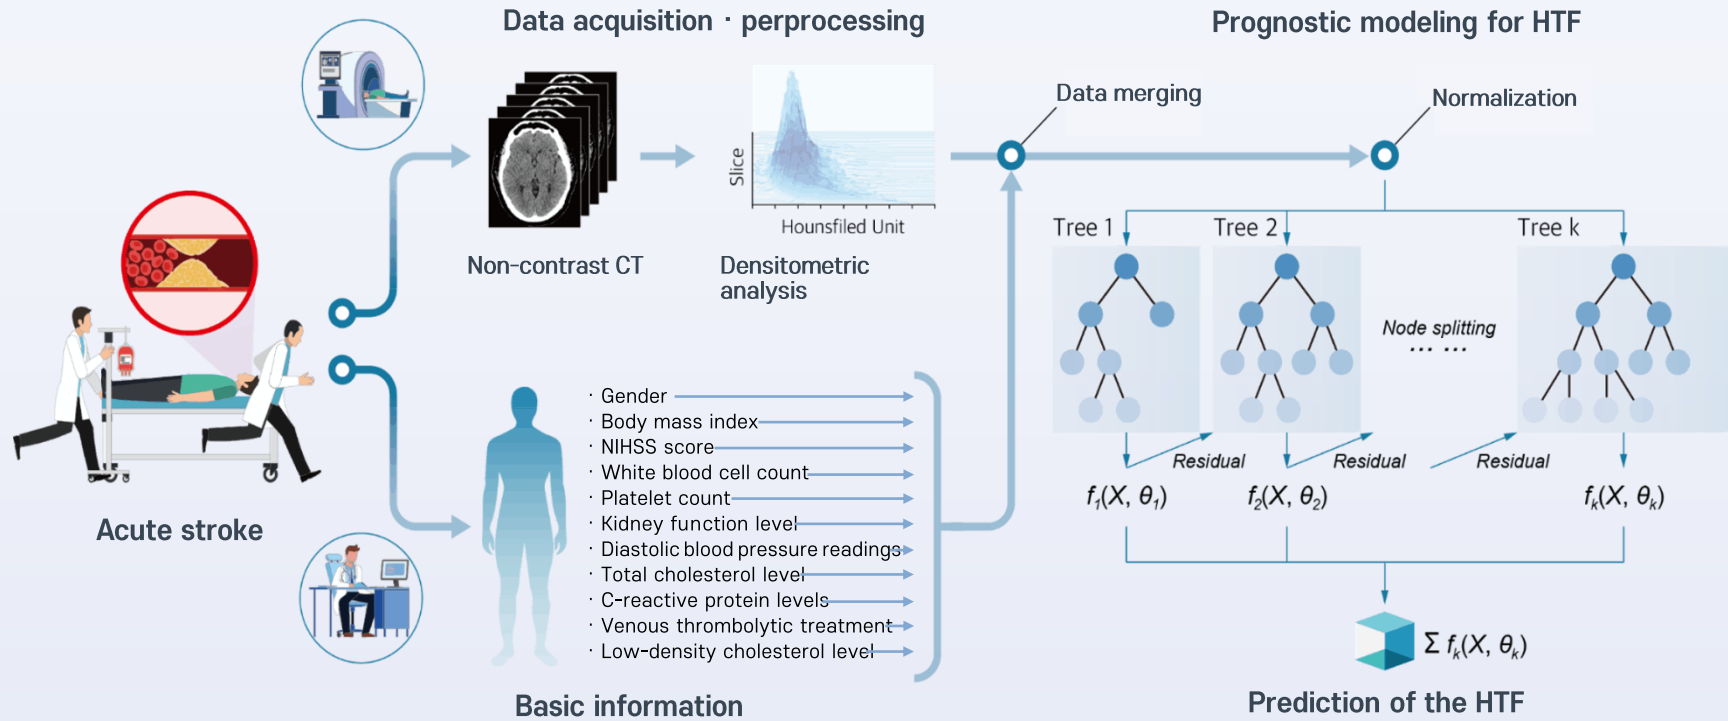 Data acquisition · perprocessing
Prognostic modeling for HTF
Data merging
Normalization
Slice
Hounsfiled Unit
Non-contrast CT
Densitometric
analysis
Acute stroke
· Gender
· Body mass index
· NIHSS score
· White blood cell count
· Platelet count
· Kidney function level
· Diastolic blood pressure readings
· Total cholesterol level
· C-reactive protein levels
· Venous thrombolytic treatment
· Low-density cholesterol level
Basic information
Tree 1
Tree 2
Tree k
Node splitting
... ...
Residual
Residual
Residual
f₁(X, θ₁)
f₂(X, θ₂)
fₖ(X, θₖ)
Σ fₖ(X, θₖ)
Prediction of the HTF